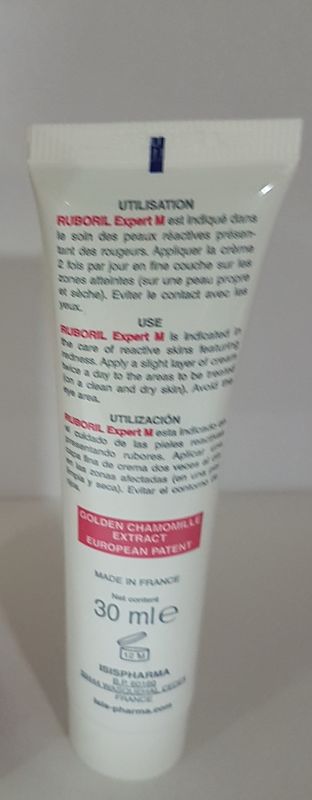 UTILISATION
RUBORIL Expert M est indiqué dans
le soin des peaux réactives présen-
tant des rougeurs. Appliquer la crème
2 fois par jour en fine couche sur les
zones atteintes (sur une peau propre
et sèche). Eviter le contact avec les
yeux.
USE
RUBORIL Expert M is indicated in
the care of reactive skins featuring
redness. Apply a slight layer of cream
twice a day to the areas to be treated
(on a clean and dry skin). Avoid the
eye area.
UTILIZACIÓN
RUBORIL Expert M esta indicado en
el cuidado de las pieles reactivas
presentando rubores. Aplicar una
capa fina de crema dos veces al
en las zonas afectadas (en una piel
limpia y seca). Evitar el contorno de
GOLDEN CHAMOMILLE
EXTRACT
EUROPEAN PATENT
MADE IN FRANCE
Net content
30 ml e
12 M
ISISPHARMA
B.P. 60160
WASQUEHAL CEDEX
FRANCE
isis-pharma.com